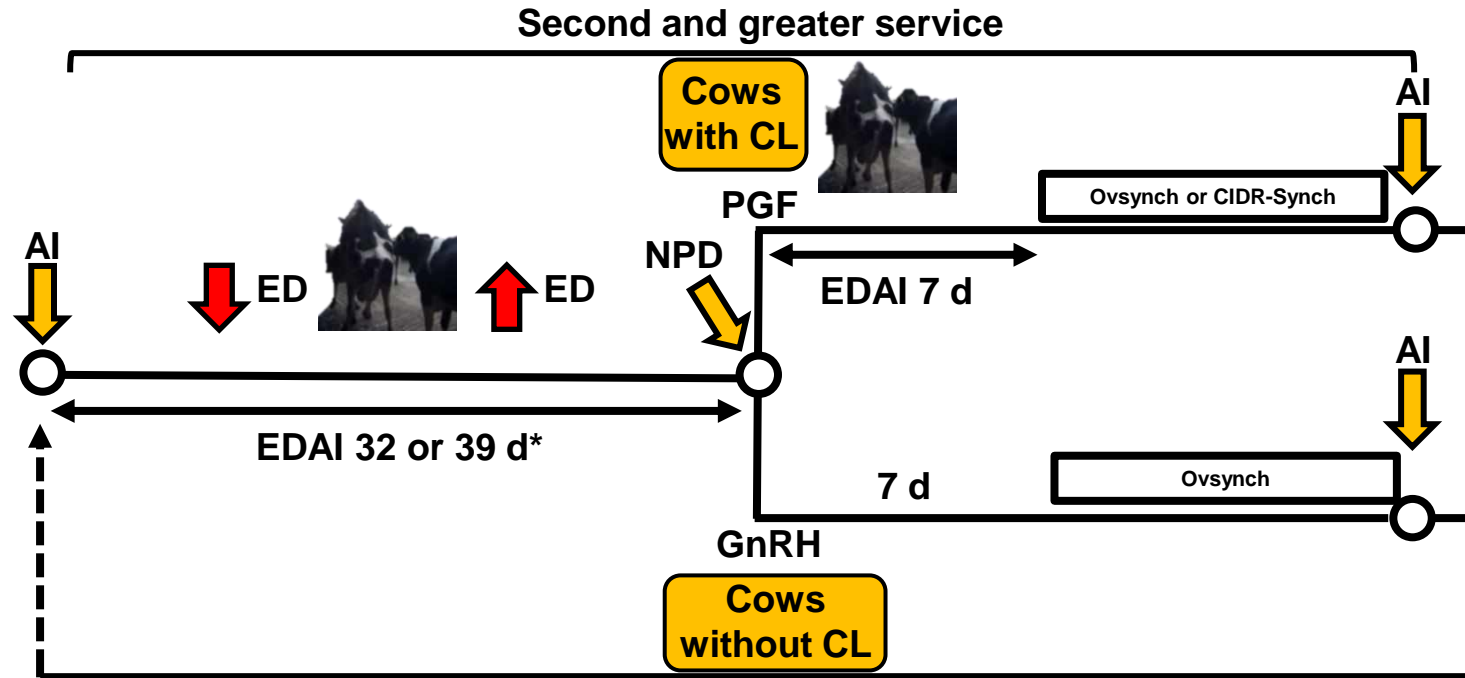 Second and greater service
Cows
with CL
AI
PGF
Ovsynch or CIDR-Synch
AI
ED
ED
NPD
EDAI 7 d
AI
EDAI 32 or 39 d*
7 d
Ovsynch
GnRH
Cows
without CL